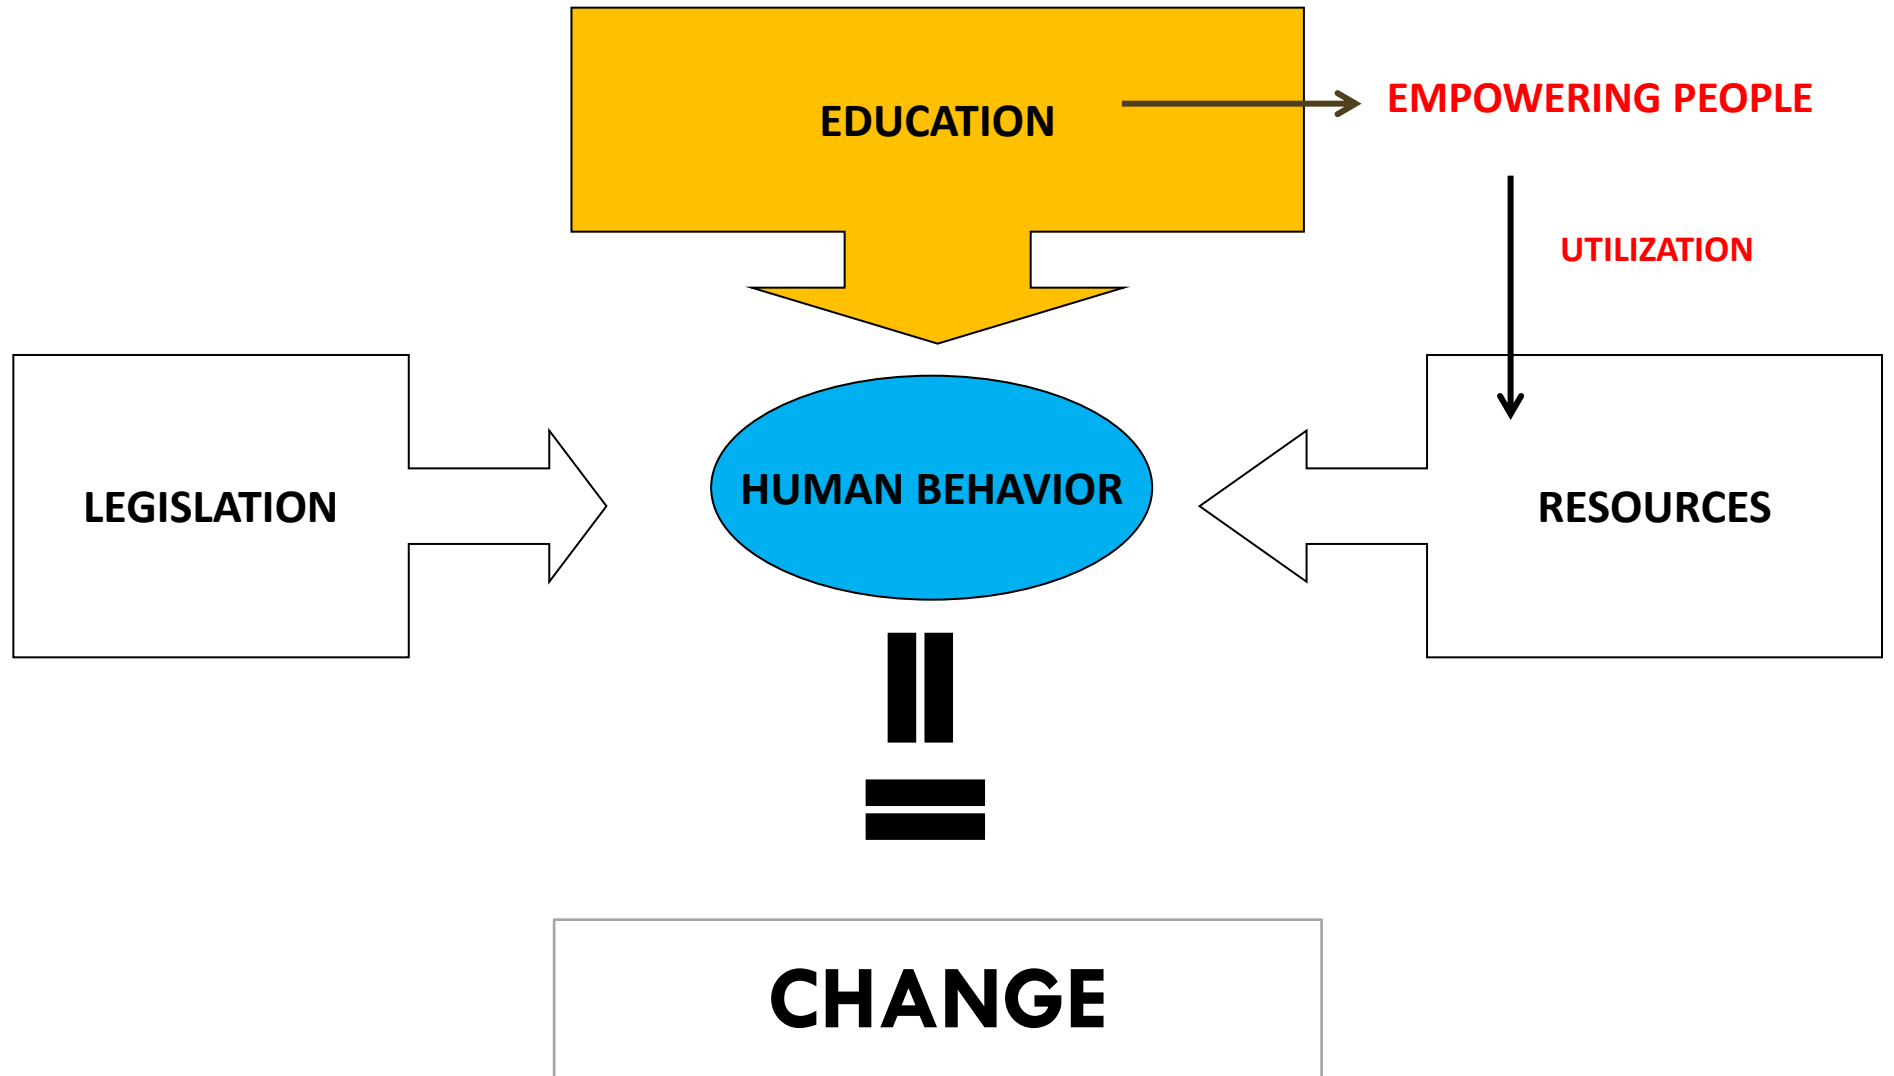 EDUCATION
EMPOWERING PEOPLE
UTILIZATION
LEGISLATION
HUMAN BEHAVIOR
RESOURCES
CHANGE